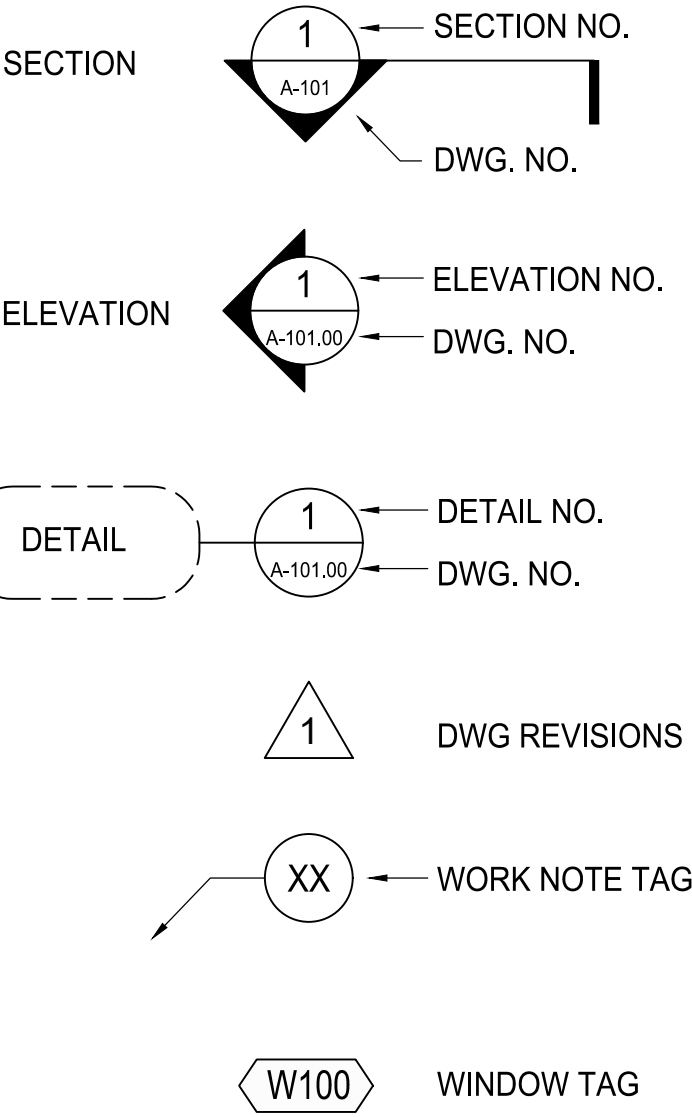 1
SECTION NO.
SECTION
A-101
DWG. NO.
1
ELEVATION NO.
ELEVATION
A-101.00
DWG. NO.
1
DETAIL NO.
DETAIL
A-101.00
DWG. NO.
1
DWG REVISIONS
XX
WORK NOTE TAG
W100
WINDOW TAG